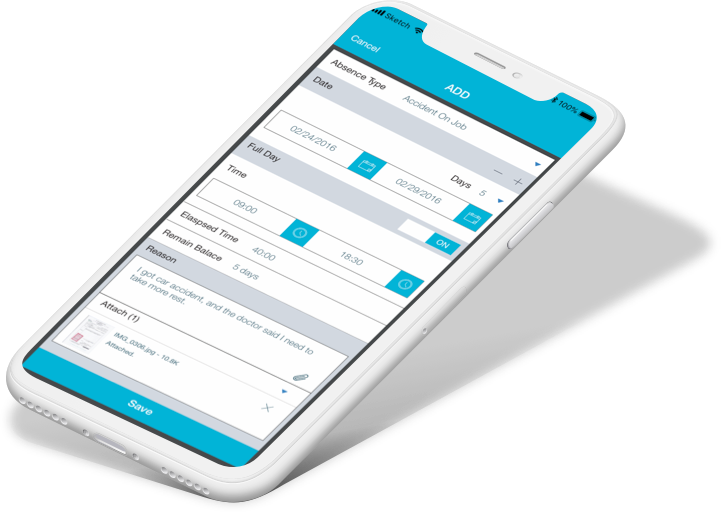 Sketch
100%
Cancel
ADD
Absence Type
Accident On Job
Date
Days
5
02/24/2016
02/29/2016
Full Day
ON
Time
09:00
18:30
Elaspsed Time
40:00
Remain Balace
5 days
Reason
I got car accident, and the doctor said I need to
take more rest.
Attach (1)
IMG_0306.jpg - 10.8K
Attached.
Save